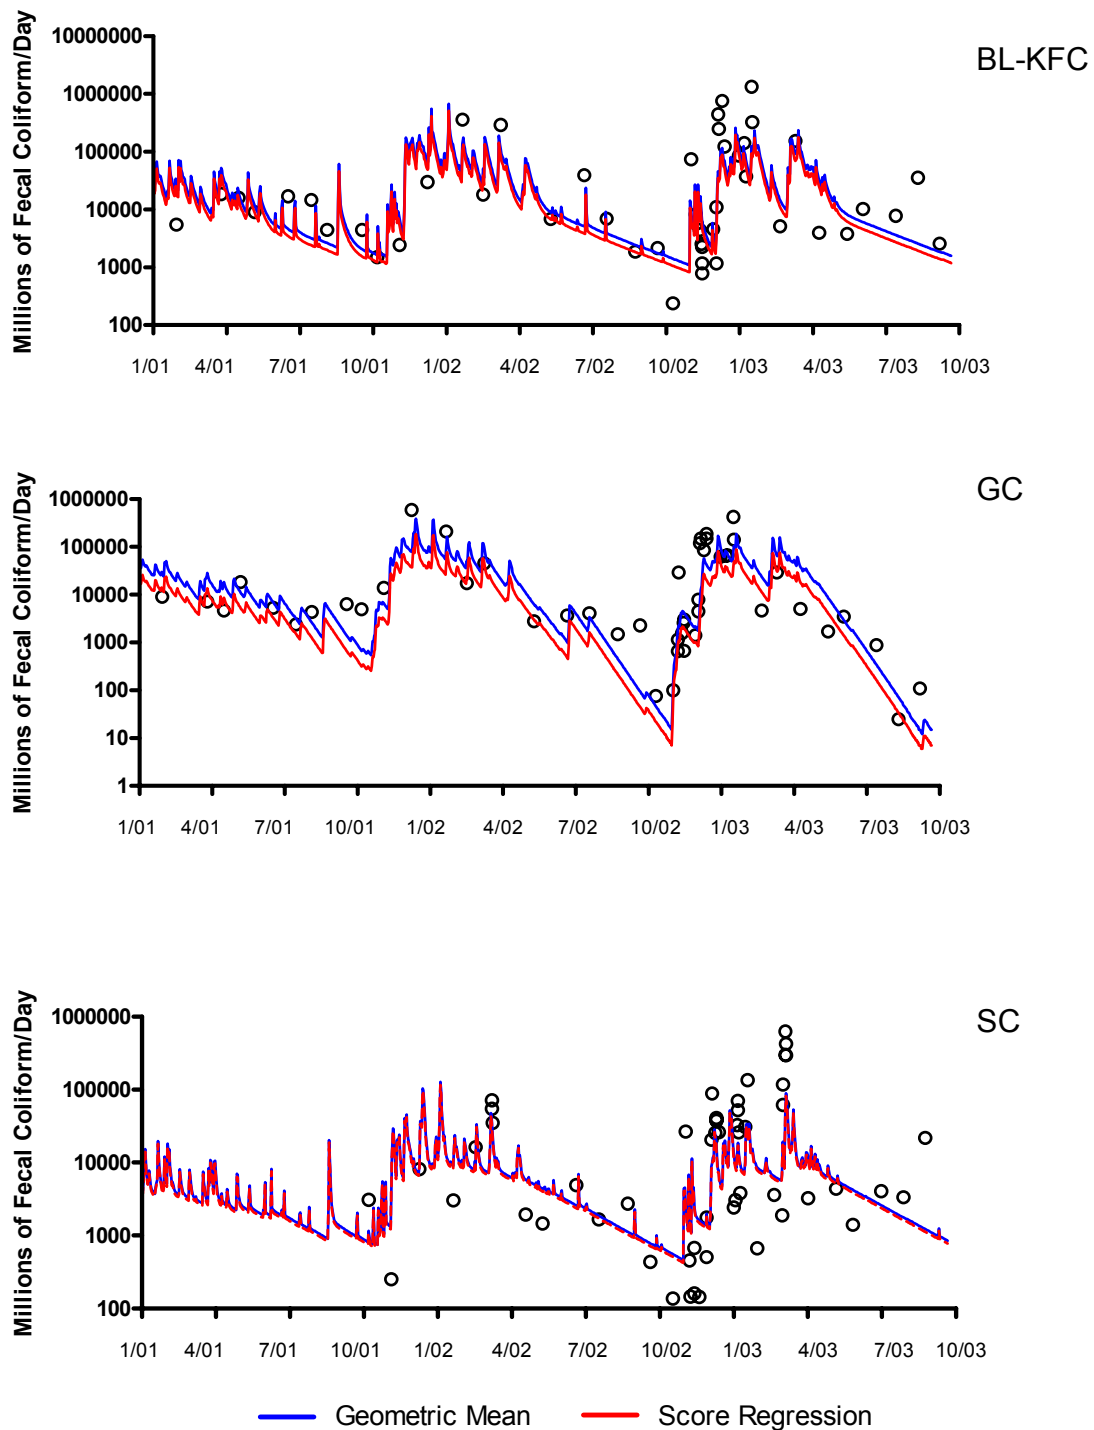 BL-KFC
Millions of Fecal Coliform/Day
10000000
1000000
100000
10000
1000
100
1/01 4/01 7/01 10/01 1/02 4/02 7/02 10/02 1/03 4/03 7/03 10/03
GC
Millions of Fecal Coliform/Day
1000000
100000
10000
1000
100
10
1
1/01 4/01 7/01 10/01 1/02 4/02 7/02 10/02 1/03 4/03 7/03 10/03
SC
Millions of Fecal Coliform/Day
1000000
100000
10000
1000
100
1/01 4/01 7/01 10/01 1/02 4/02 7/02 10/02 1/03 4/03 7/03 10/03
Geometric Mean Score Regression